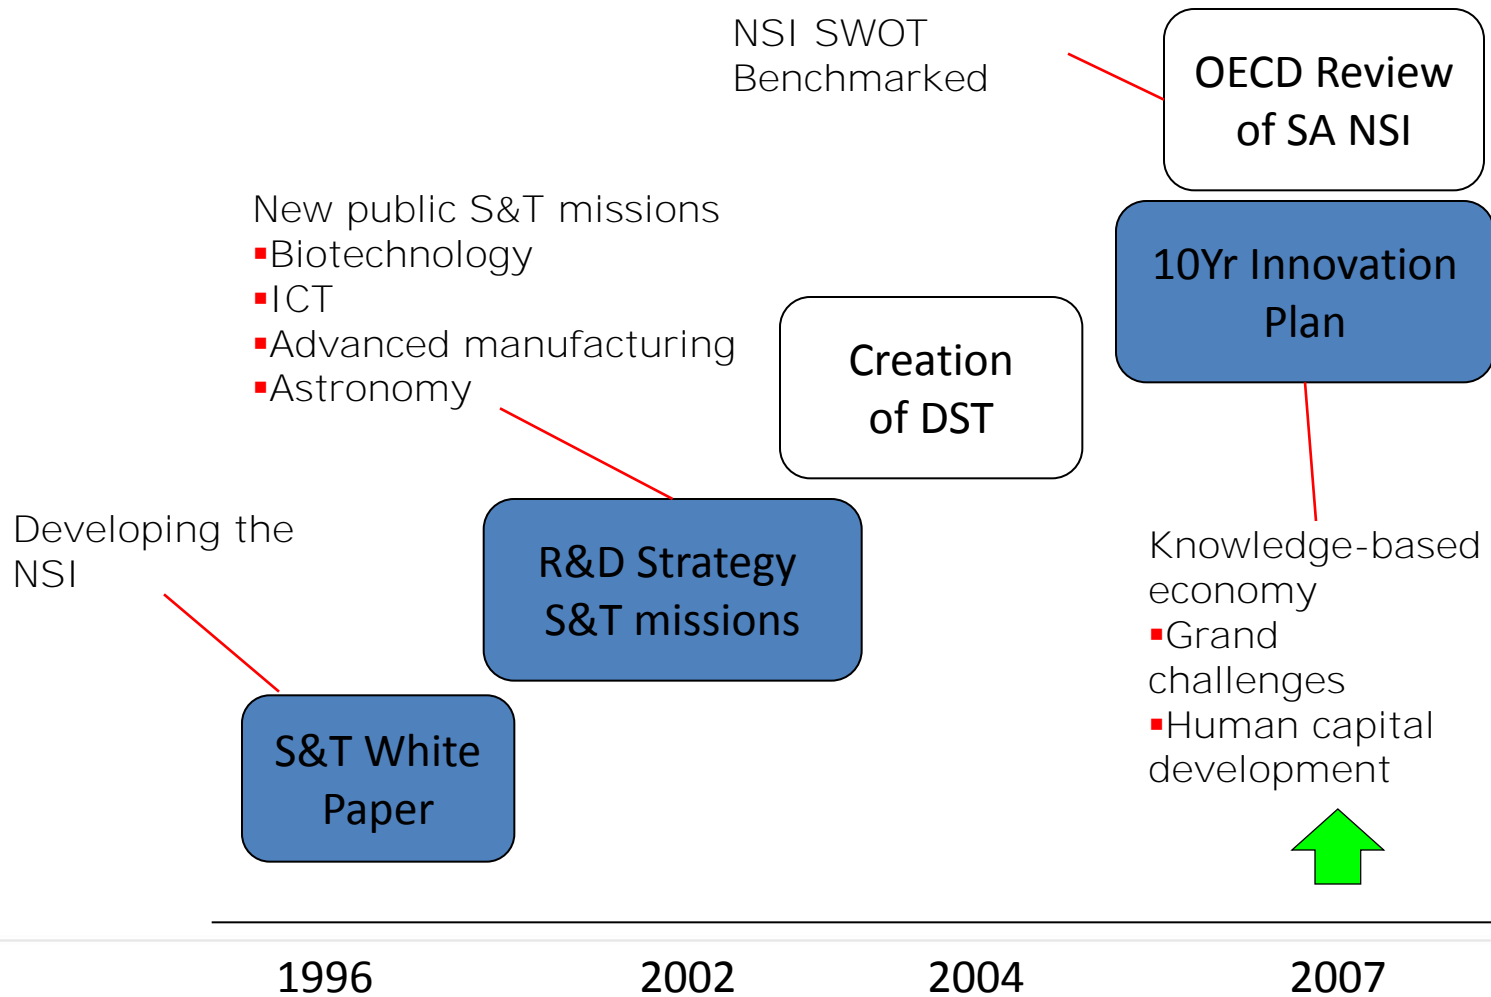 NSI SWOT
Benchmarked
OECD Review
of SA NSI
New public S&T missions
▪Biotechnology
▪ICT
▪Advanced manufacturing
▪Astronomy
10Yr Innovation
Plan
Creation
of DST
Developing the
NSI
R&D Strategy
S&T missions
Knowledge-based
economy
▪Grand
challenges
▪Human capital
development
S&T White
Paper
1996
2002
2004
2007